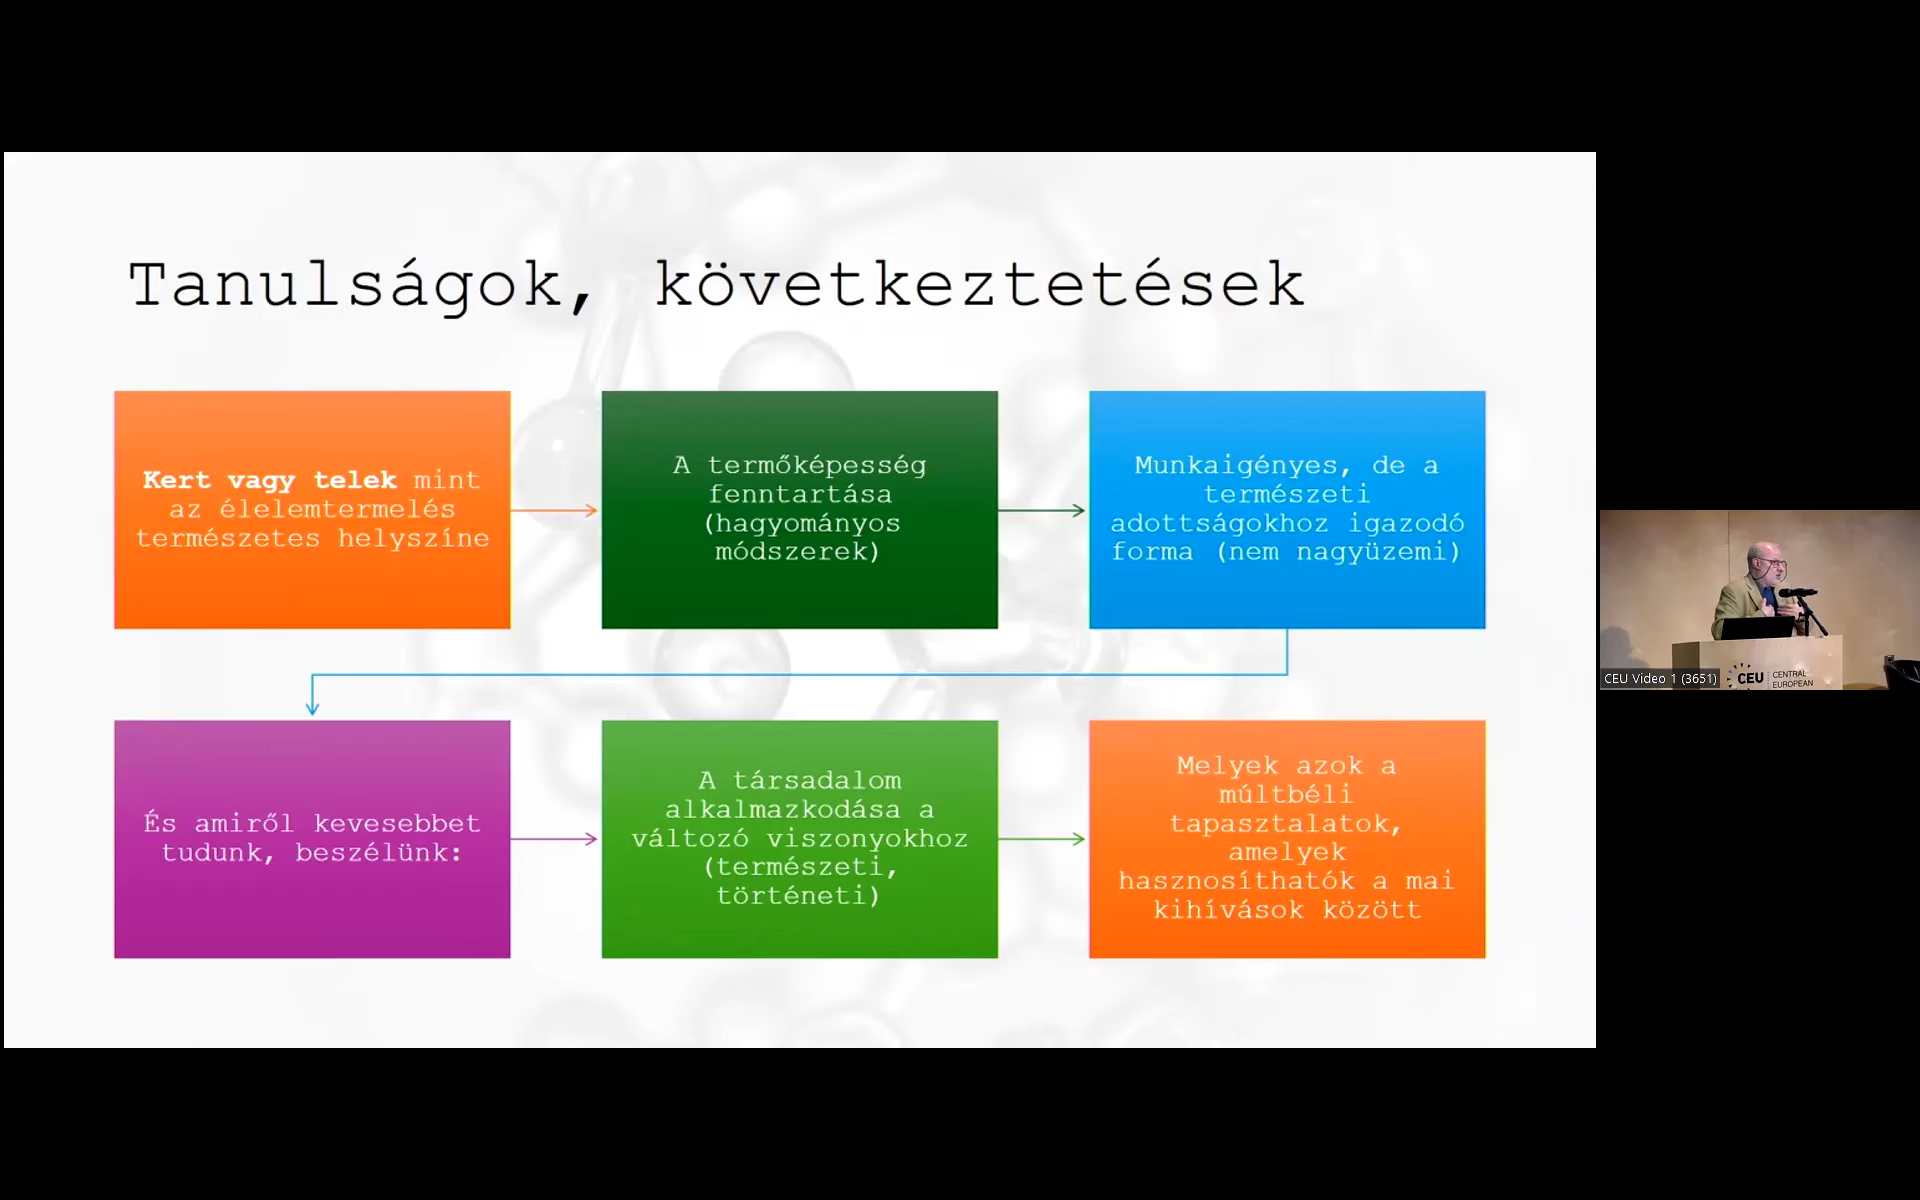 Tanulságok, következtetések
Kert vagy telek mint
az élelemtermelés
természetes helyszíne
A termőképesség
fenntartása
(hagyományos
módszerek)
Munkaigényes, de a
természeti
adottságokhoz igazodó
forma (nem nagyüzemi)
És amiről kevesebbet
tudunk, beszélünk:
A társadalom
alkalmazkodása a
változó viszonyokhoz
(természeti,
történeti)
Melyek azok a
múltbéli
tapasztalatok,
amelyek
hasznosíthatók a mai
kihívások között
CEU Video 1 (3651)
CEU
CENTRAL
EUROPEAN